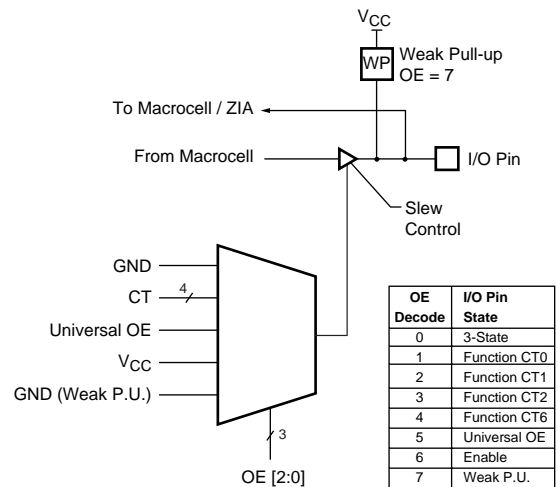 VCC
WP
Weak Pull-up
OE = 7
To Macrocell / ZIA
From Macrocell
I/O Pin
Slew
Control
GND
4
CT
Universal OE
VCC
GND (Weak P.U.)
3
OE [2:0]
OE Decode I/O Pin State
0 3-State
1 Function CT0
2 Function CT1
3 Function CT2
4 Function CT6
5 Universal OE
6 Enable
7 Weak P.U.